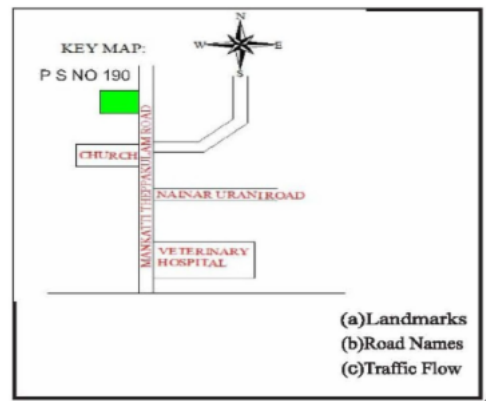 N
KEY MAP:
W E
P S NO 190
S
MANKATTI THEPPAKULAM ROAD
CHURCH
NAINAR URANI ROAD
VETERINARY
HOSPITAL
(a)Landmarks
(b)Road Names
(c)Traffic Flow